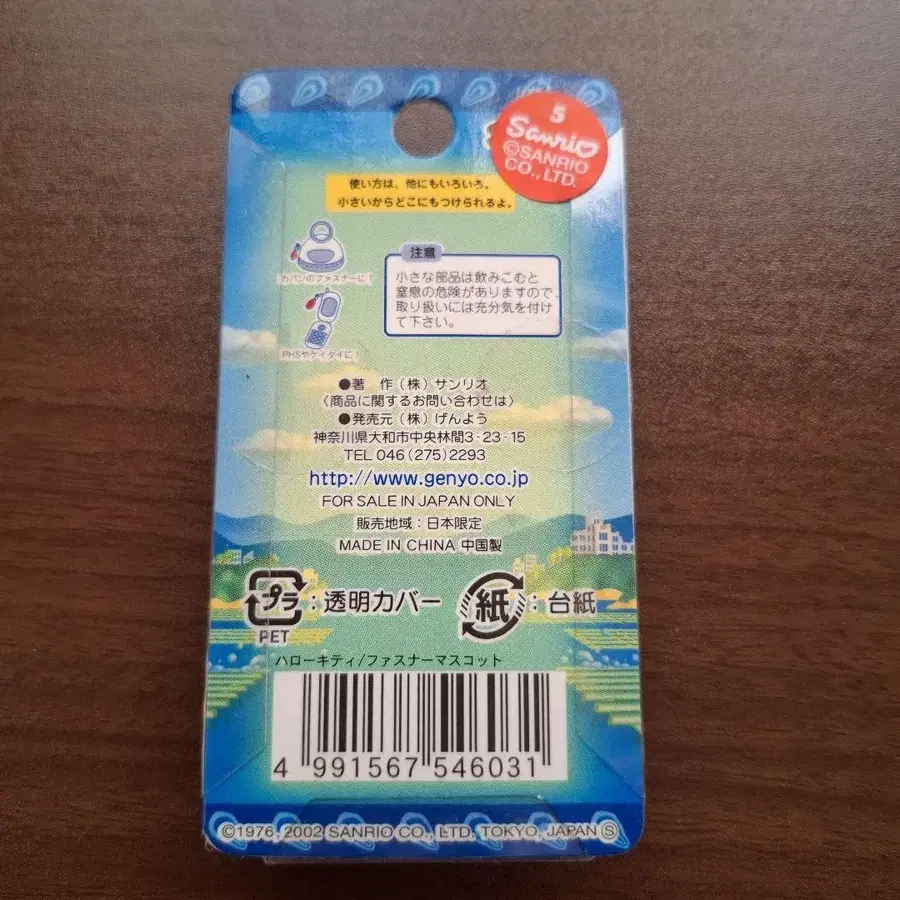 5
Sanrio
©SANRIO
CO., LTD.
使い方は、他にもいろいろ。
小さいからどこにもつけられるよ。
カバンのファスナーに!
PHSやケイタイに!
注意
小さな部品は飲みこむと
窒息の危険がありますので、
取り扱いには充分気を付け
て下さい。
●著 作(株)サンリオ
〈商品に関するお問い合わせは〉
●発売元(株)げんよう
神奈川県大和市中央林間3-23-15
TEL 046(275)2293
http://www.genyo.co.jp
FOR SALE IN JAPAN ONLY
販売地域:日本限定
MADE IN CHINA 中国製
プラ:透明カバー
PET
紙:台紙
ハローキティ/ファスナーマスコット
4 991567 546031
©1976, 2002 SANRIO CO., LTD. TOKYO, JAPAN Ⓢ